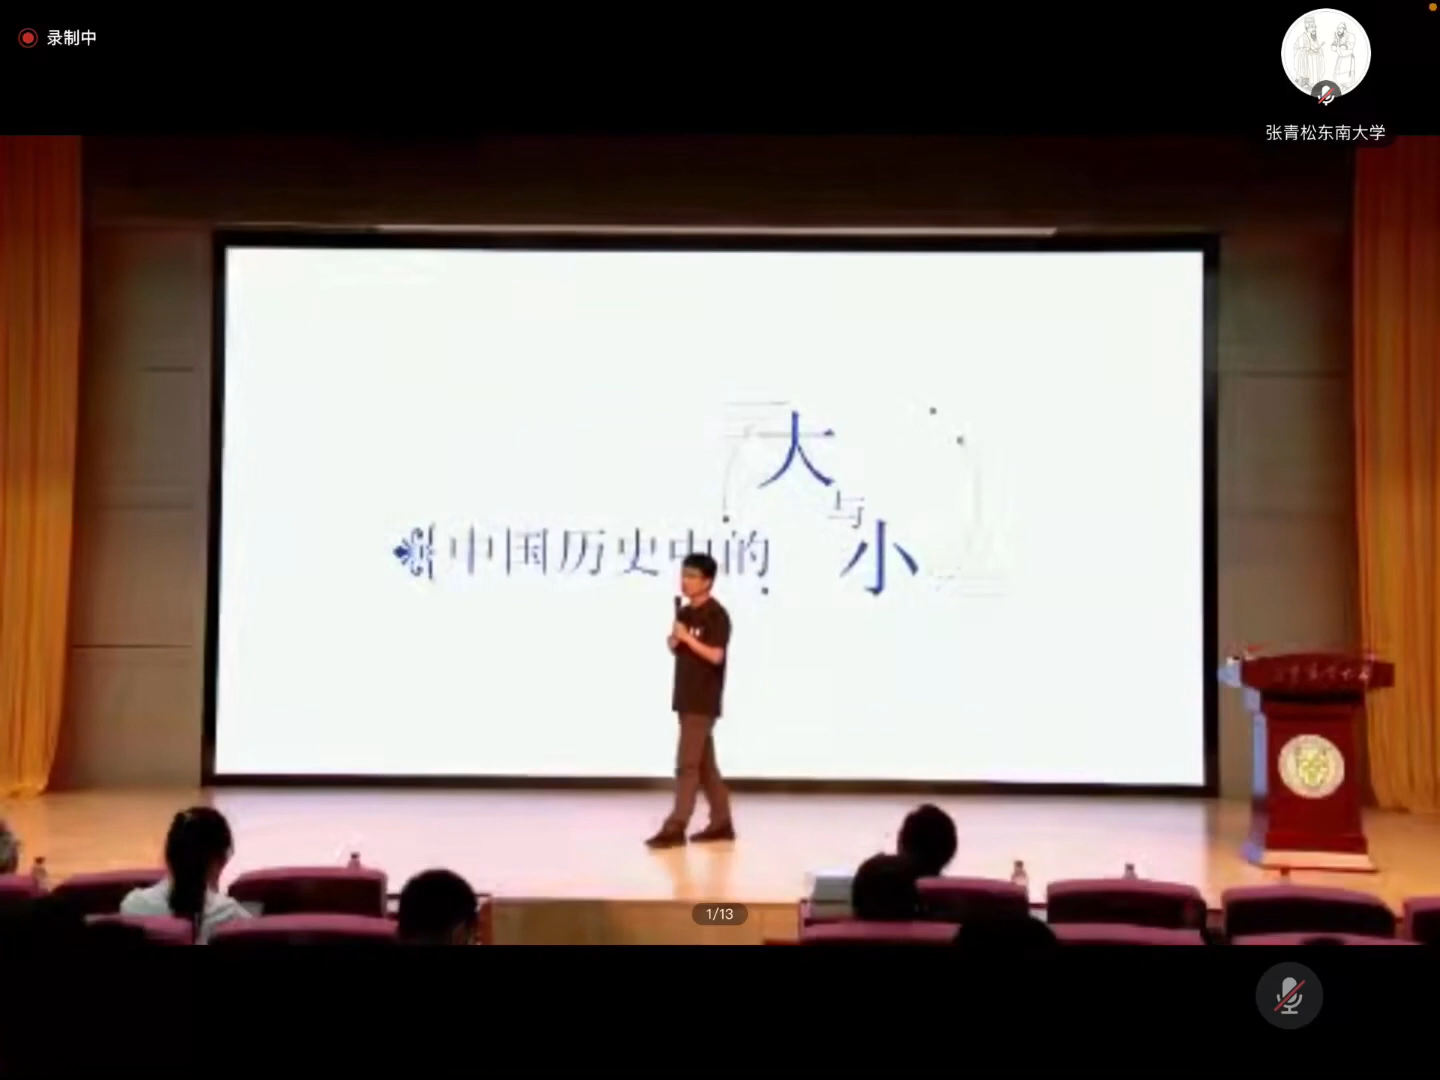 录制中
张青松东南大学
大
与
中国历史中的
小
1/13